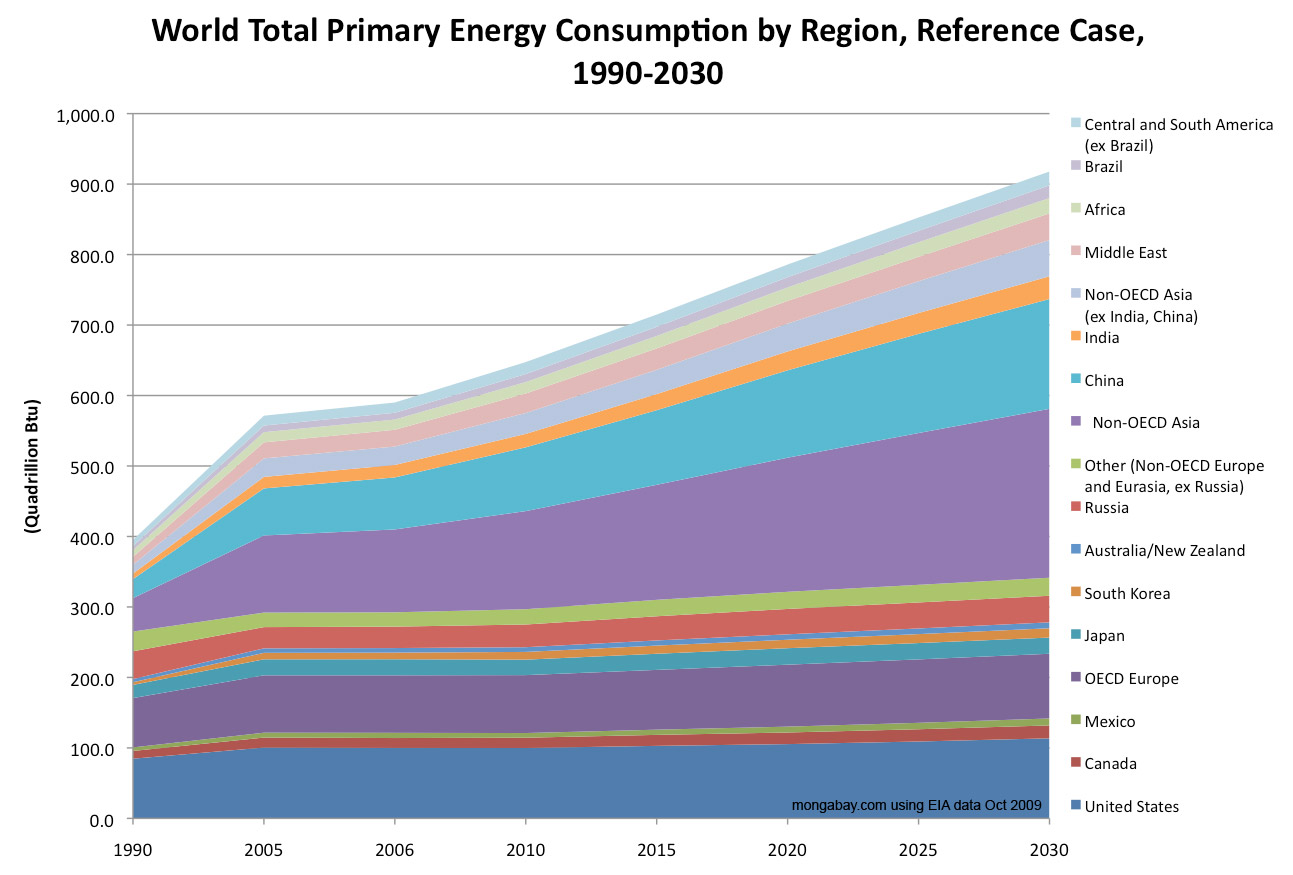 World Total Primary Energy Consumption by Region, Reference Case,
1990-2030
(Quadrillion Btu)
1,000.0
900.0
800.0
700.0
600.0
500.0
400.0
300.0
200.0
100.0
0.0
1990 2005 2006 2010 2015 2020 2025 2030
Central and South America
(ex Brazil)
Brazil
Africa
Middle East
Non-OECD Asia
(ex India, China)
India
China
Non-OECD Asia
Other (Non-OECD Europe
and Eurasia, ex Russia)
Russia
Australia/New Zealand
South Korea
Japan
OECD Europe
Mexico
Canada
United States
mongabay.com using EIA data Oct 2009